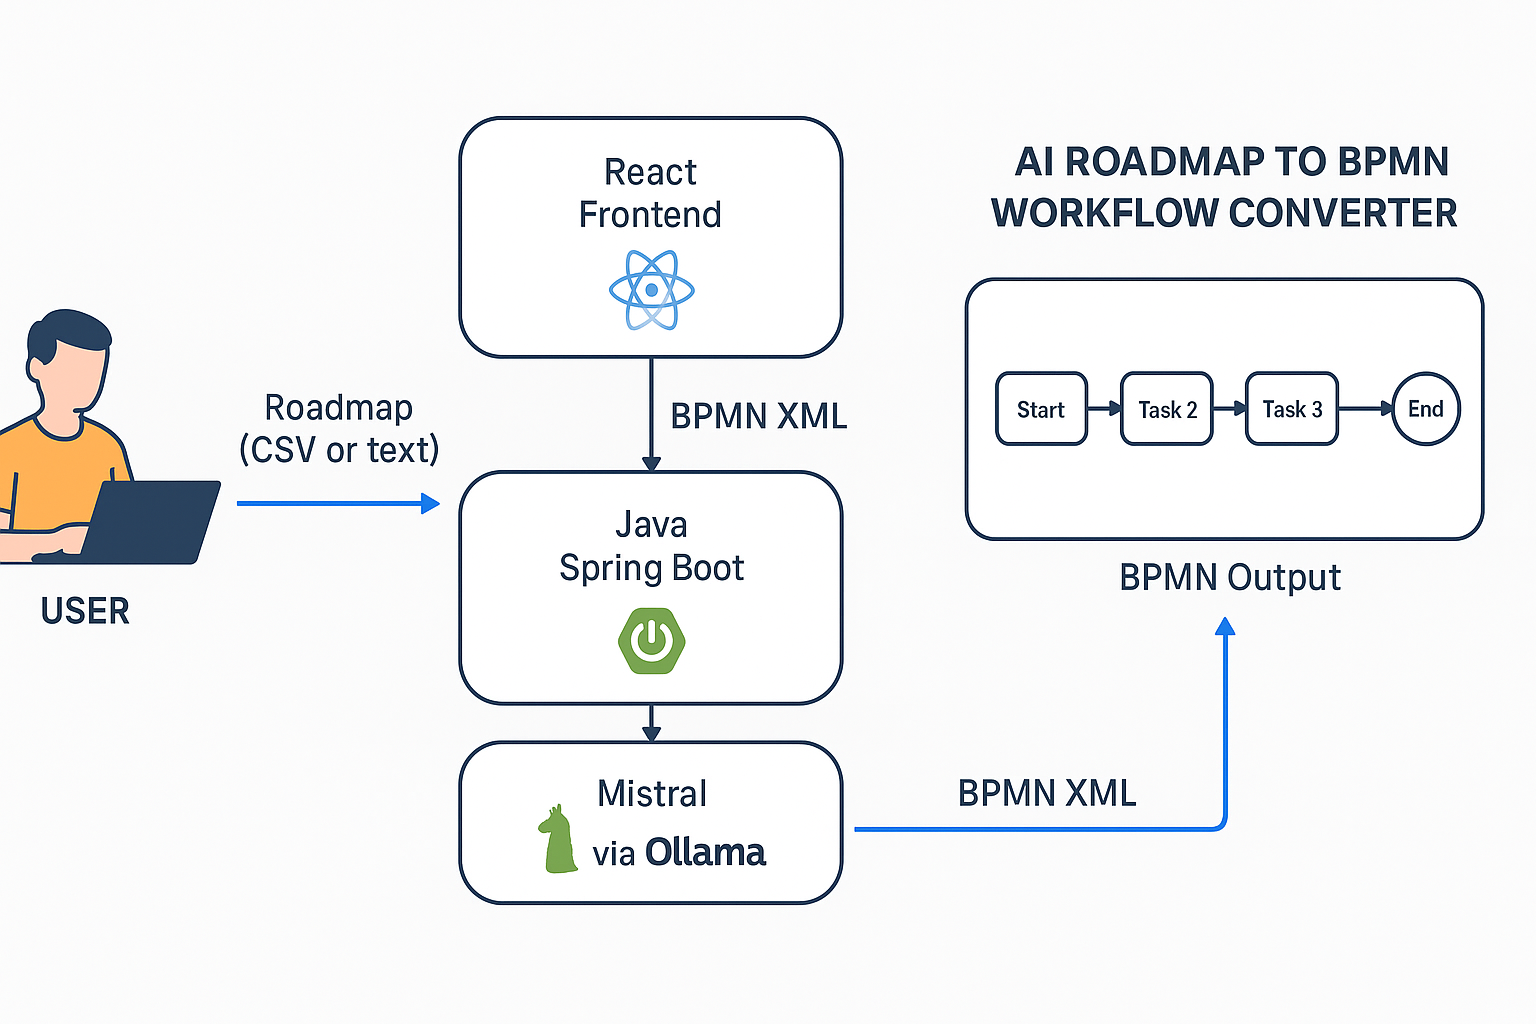 AI ROADMAP TO BPMN
WORKFLOW CONVERTER
React
Frontend
BPMN XML
Roadmap
(CSV or text)
USER
Java
Spring Boot
Mistral
via Ollama
BPMN XML
Start
Task 2
Task 3
End
BPMN Output